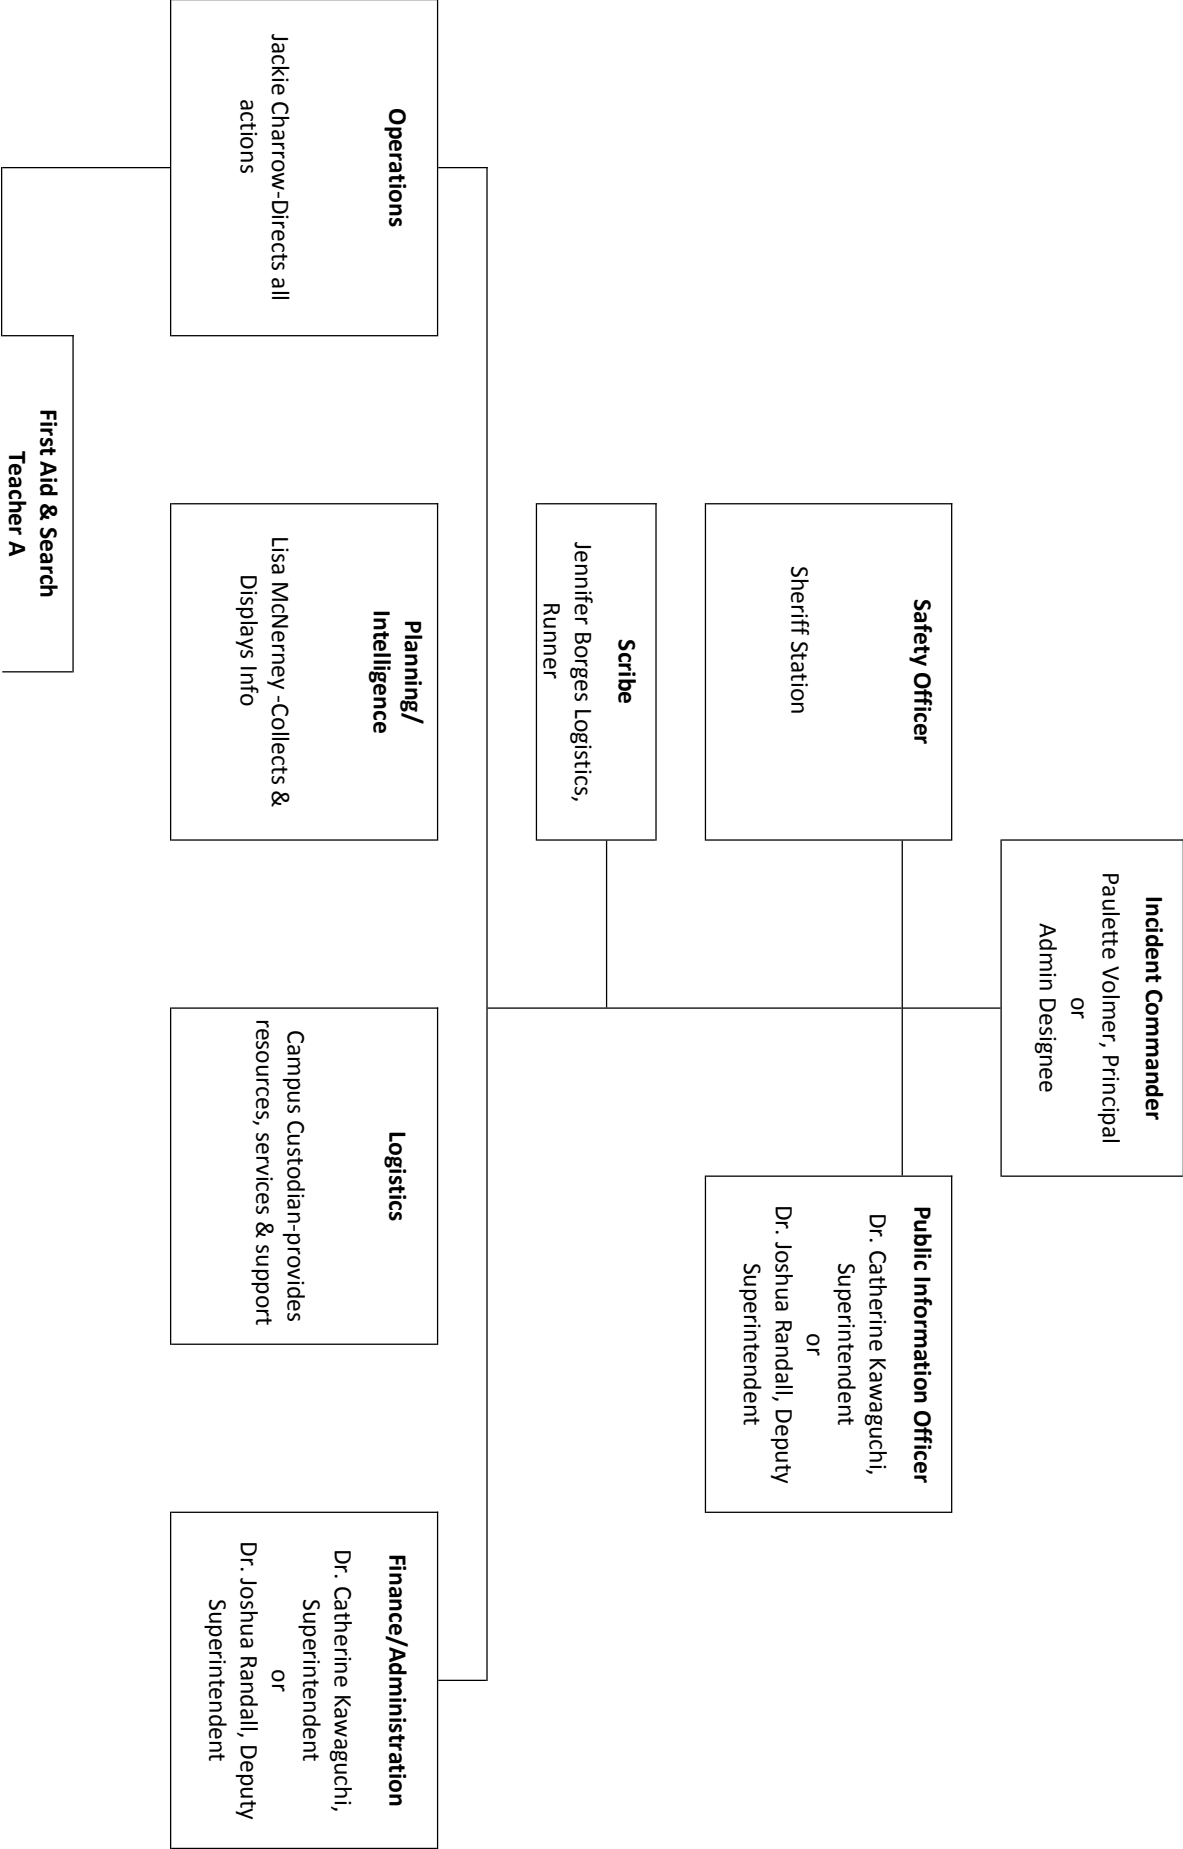 Incident Commander
Paulette Volmer, Principal
or
Admin Designee
Safety Officer
Sheriff Station
Public Information Officer
Dr. Catherine Kawaguchi,
Superintendent
or
Dr. Joshua Randall, Deputy
Superintendent
Scribe
Jennifer Borges Logistics,
Runner
Operations
Jackie Charrow-Directs all
actions
Planning/
Intelligence
Lisa McNerney -Collects &
Displays Info
Logistics
Campus Custodian-provides
resources, services & support
Finance/Administration
Dr. Catherine Kawaguchi,
Superintendent
or
Dr. Joshua Randall, Deputy
Superintendent
First Aid & Search
Teacher A